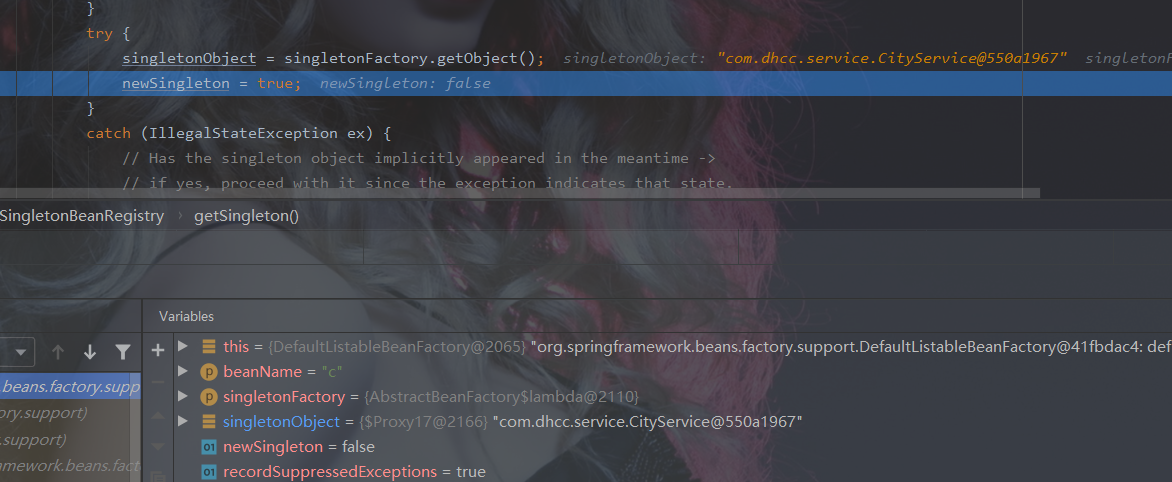 }
try {
singletonObject = singletonFactory.getObject(); singletonObject: "com.dhcc.service.CityService@550a1967" singletonF
newSingleton = true; newSingleton: false
}
catch (IllegalStateException ex) {
// Has the singleton object implicitly appeared in the meantime ->
// if yes, proceed with it since the exception indicates that state.
SingletonBeanRegistry › getSingleton()
Variables
this = {DefaultListableBeanFactory@2065} "org.springframework.beans.factory.support.DefaultListableBeanFactory@41fbdac4: def
.beans.factory.supp
beanName = "c"
ory.support)
singletonFactory = {AbstractBeanFactory$lambda@2110}
.support)
singletonObject = {$Proxy17@2166} "com.dhcc.service.CityService@550a1967"
newSingleton = false
mework.beans.fact
recordSuppressedExceptions = true